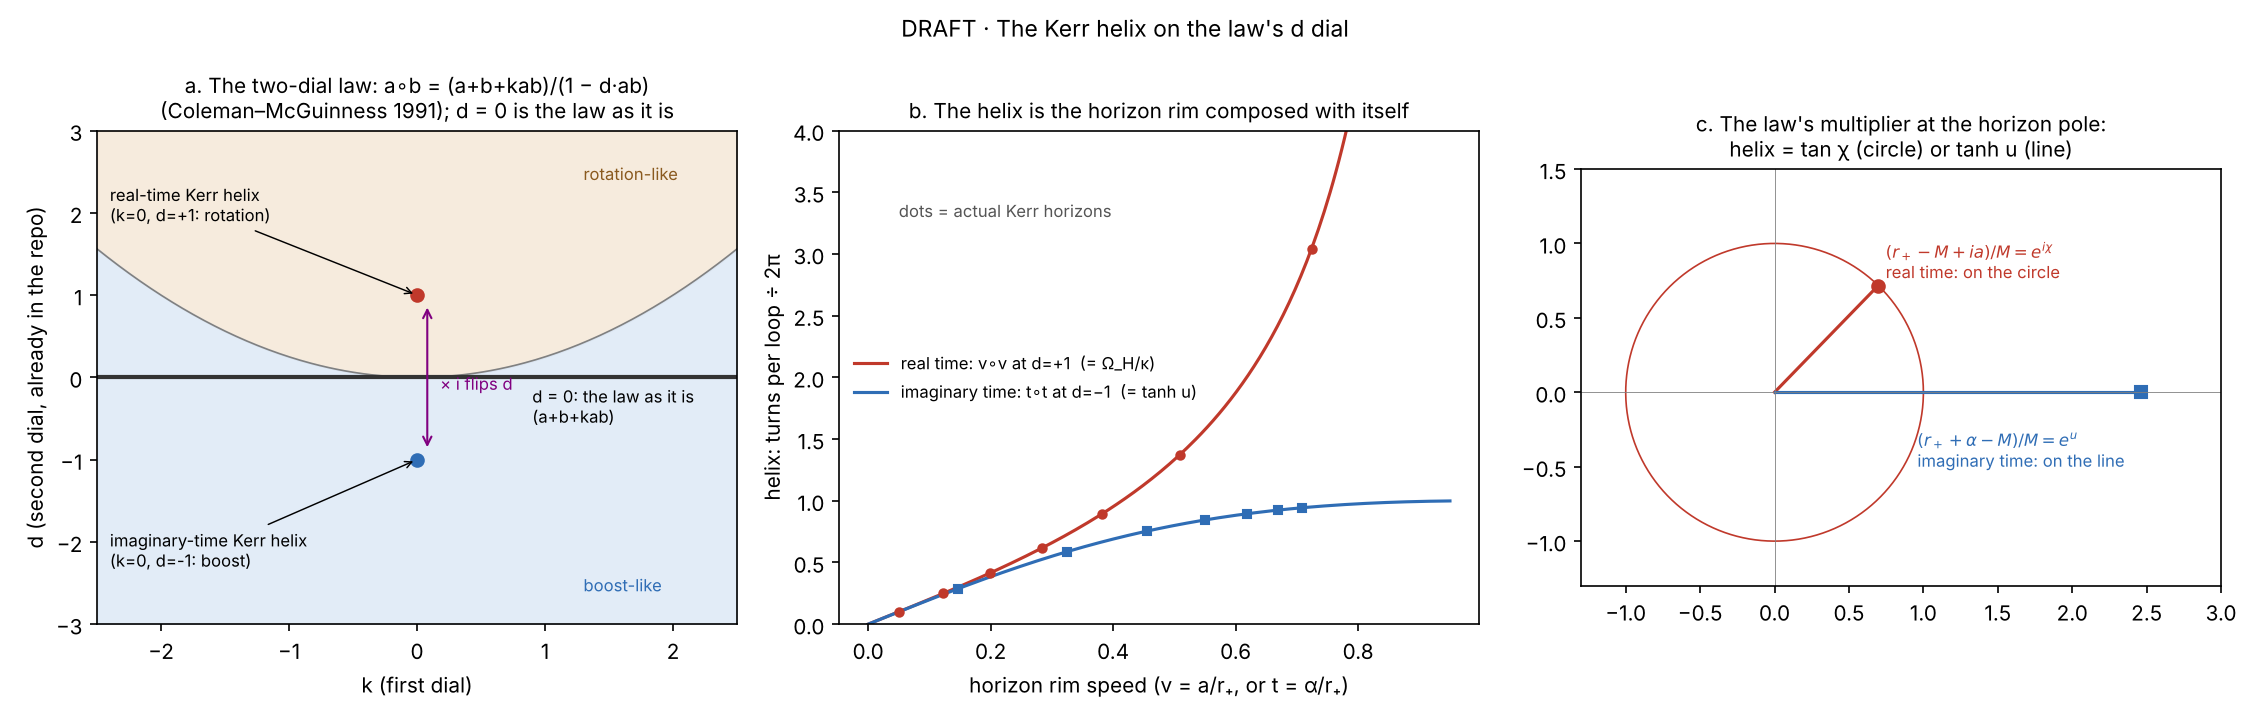 DRAFT · The Kerr helix on the law's d dial
a. The two-dial law: a∘b = (a+b+kab)/(1 − d·ab)
(Coleman–McGuinness 1991); d = 0 is the law as it is
3
2
1
0
−1
−2
−3
d (second dial, already in the repo)
rotation-like
real-time Kerr helix
(k=0, d=+1: rotation)
× i flips d
d = 0: the law as it is
(a+b+kab)
imaginary-time Kerr helix
(k=0, d=-1: boost)
boost-like
−2 −1 0 1 2
k (first dial)
b. The helix is the horizon rim composed with itself
4.0
3.5
3.0
2.5
2.0
1.5
1.0
0.5
0.0
helix: turns per loop ÷ 2π
dots = actual Kerr horizons
real time: v∘v at d=+1 (= Ω_H/κ)
imaginary time: t∘t at d=−1 (= tanh u)
0.0 0.2 0.4 0.6 0.8
horizon rim speed (v = a/r₊, or t = α/r₊)
c. The law's multiplier at the horizon pole:
helix = tan χ (circle) or tanh u (line)
1.5
1.0
0.5
0.0
−0.5
−1.0
(r₊ − M + ia)/M = e^{iχ}
real time: on the circle
(r₊ + α − M)/M = e^u
imaginary time: on the line
−1.0 −0.5 0.0 0.5 1.0 1.5 2.0 2.5 3.0